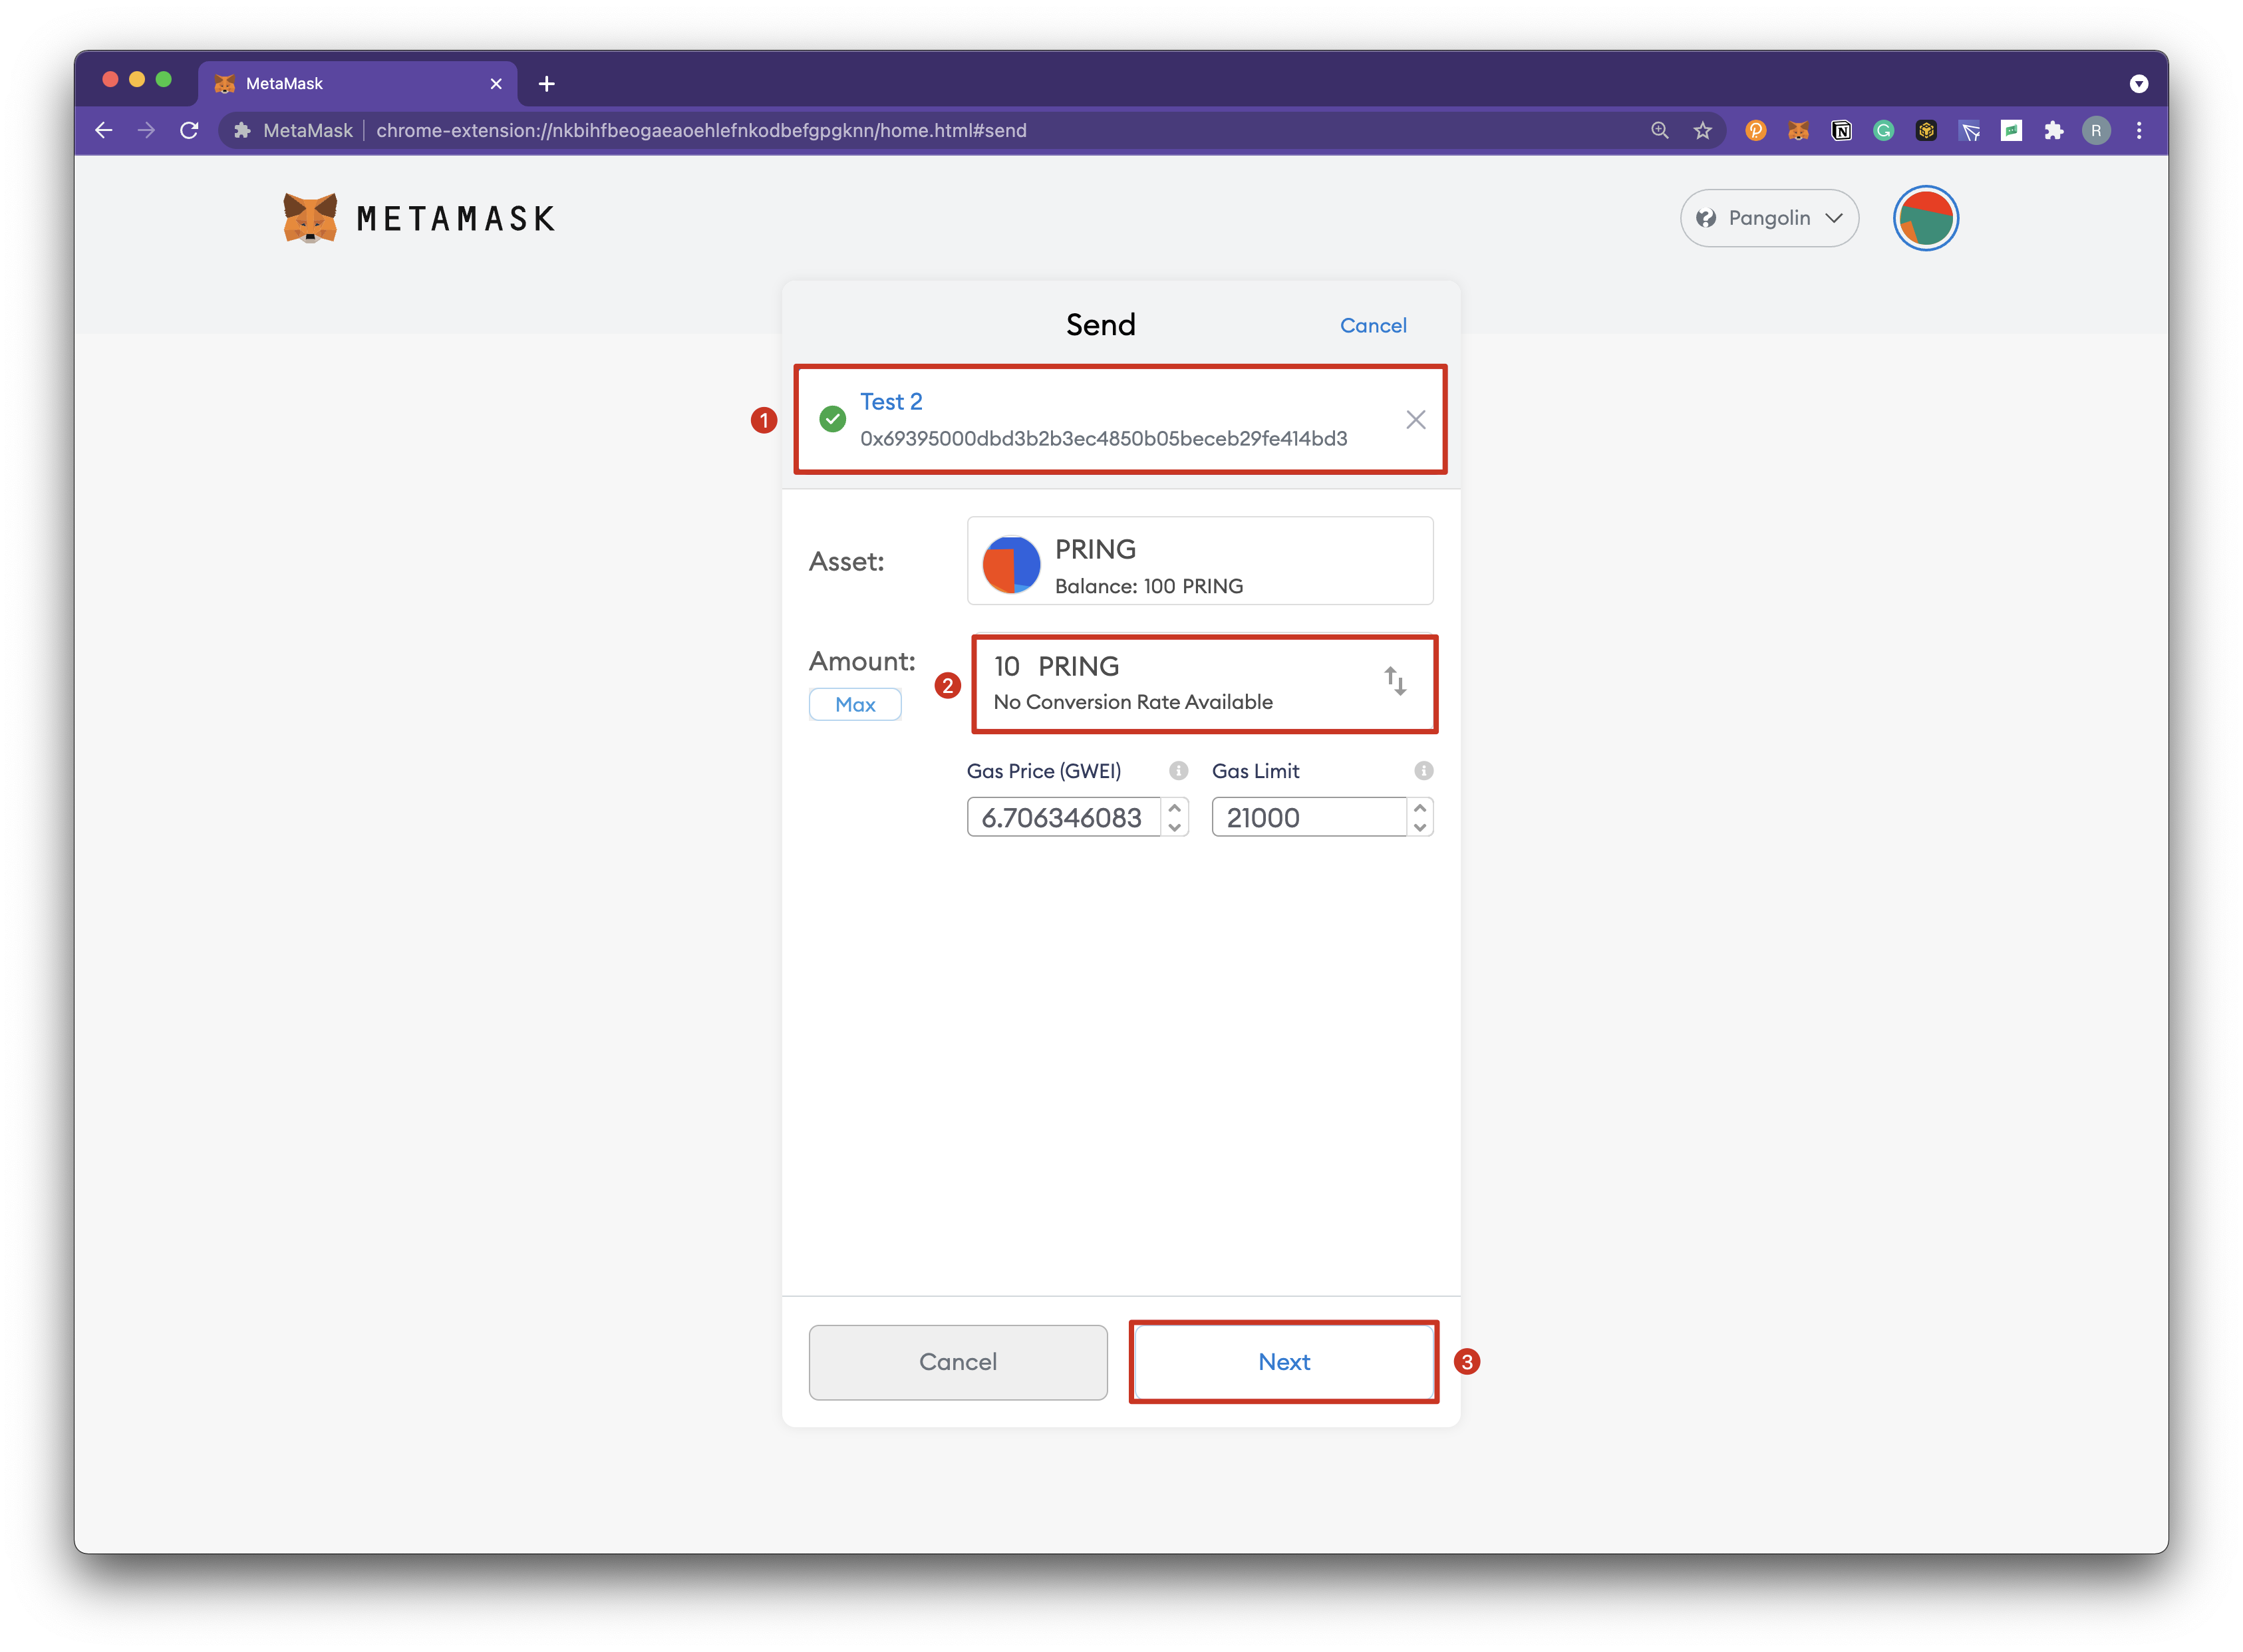 MetaMask
MetaMask chrome-extension://nkbihfbeogaeaoehlefnkodbefgpgknn/home.html#send
R
METAMASK
Pangolin
Send
Cancel
1
Test 2
0x69395000dbd3b2b3ec4850b05beceb29fe414bd3
Asset:
PRING
Balance: 100 PRING
Amount:
Max
2
10 PRING
No Conversion Rate Available
Gas Price (GWEI)
Gas Limit
6.706346083
21000
Cancel
Next
3